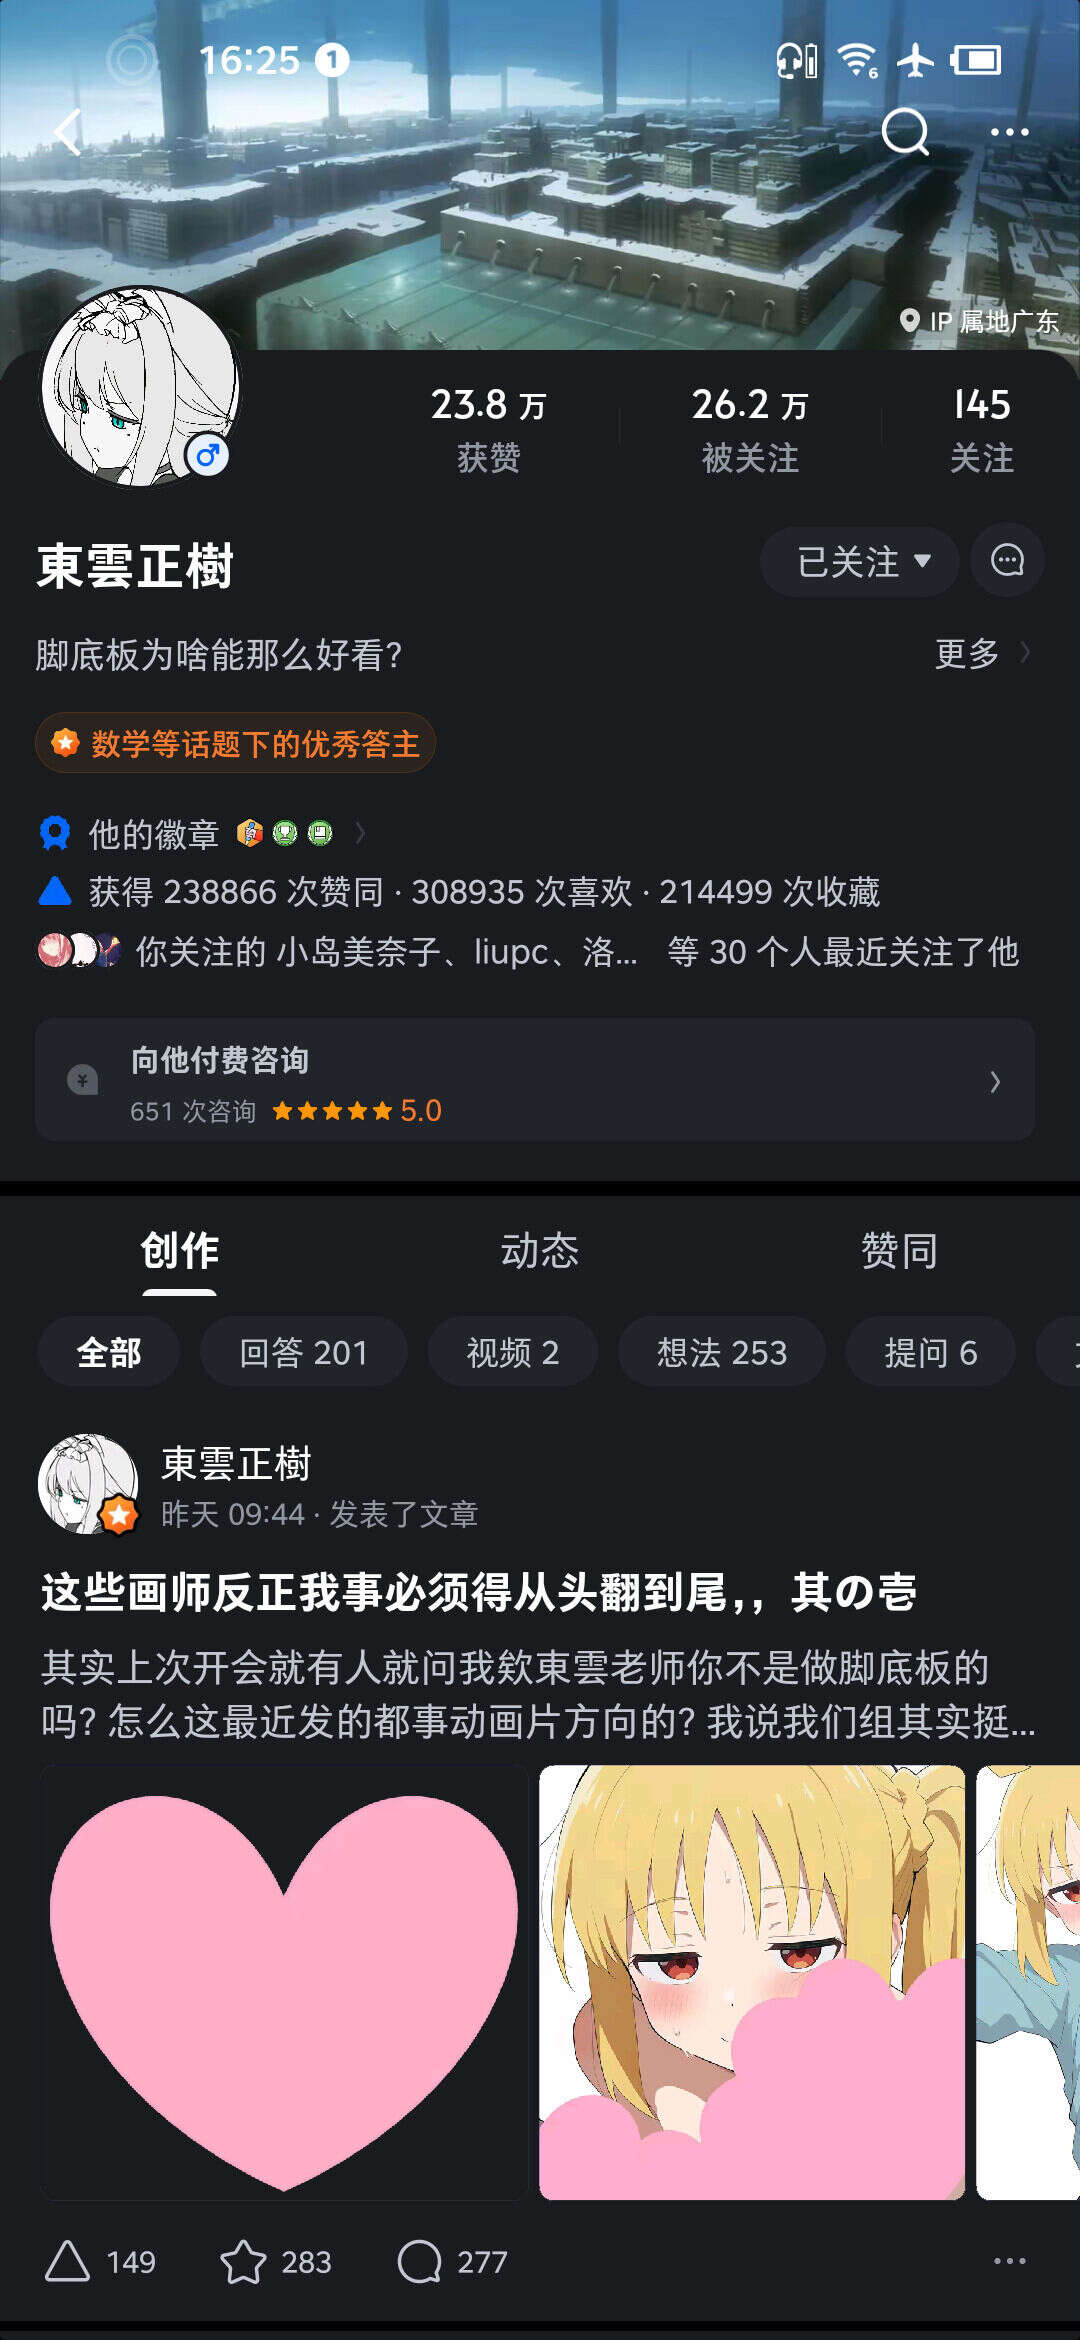 16:25 1
6
IP 属地广东
23.8 万
26.2 万
145
获赞
被关注
关注
東雲正樹
已关注
脚底板为啥能那么好看?
更多
数学等话题下的优秀答主
他的徽章
获得 238866 次赞同 · 308935 次喜欢 · 214499 次收藏
你关注的 小岛美奈子、liupc、洛... 等 30 个人最近关注了他
¥
向他付费咨询
651 次咨询 5.0
创作
动态
赞同
全部
回答 201
视频 2
想法 253
提问 6
東雲正樹
昨天 09:44 · 发表了文章
这些画师反正我事必须得从头翻到尾,，其の壱
其实上次开会就有人就问我欸東雲老师你不是做脚底板的
吗? 怎么这最近发的都事动画片方向的? 我说我们组其实挺...
149
283
277